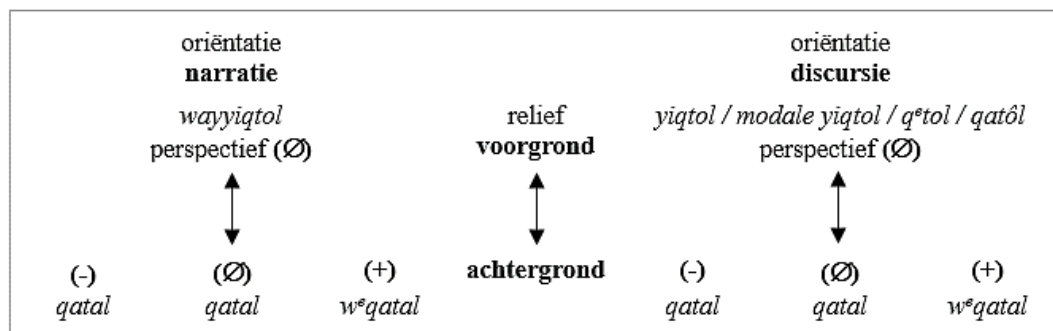 oriëntatie oriëntatie
narratie discursie
wayyiqtol relief yiqtol / modale yiqtol / qᵉtol / qatôl
perspectief (Ø) voorgrond perspectief (Ø)
(-) (Ø) (+) achtergrond (-) (Ø) (+)
qatal qatal wᵉqatal qatal qatal wᵉqatal